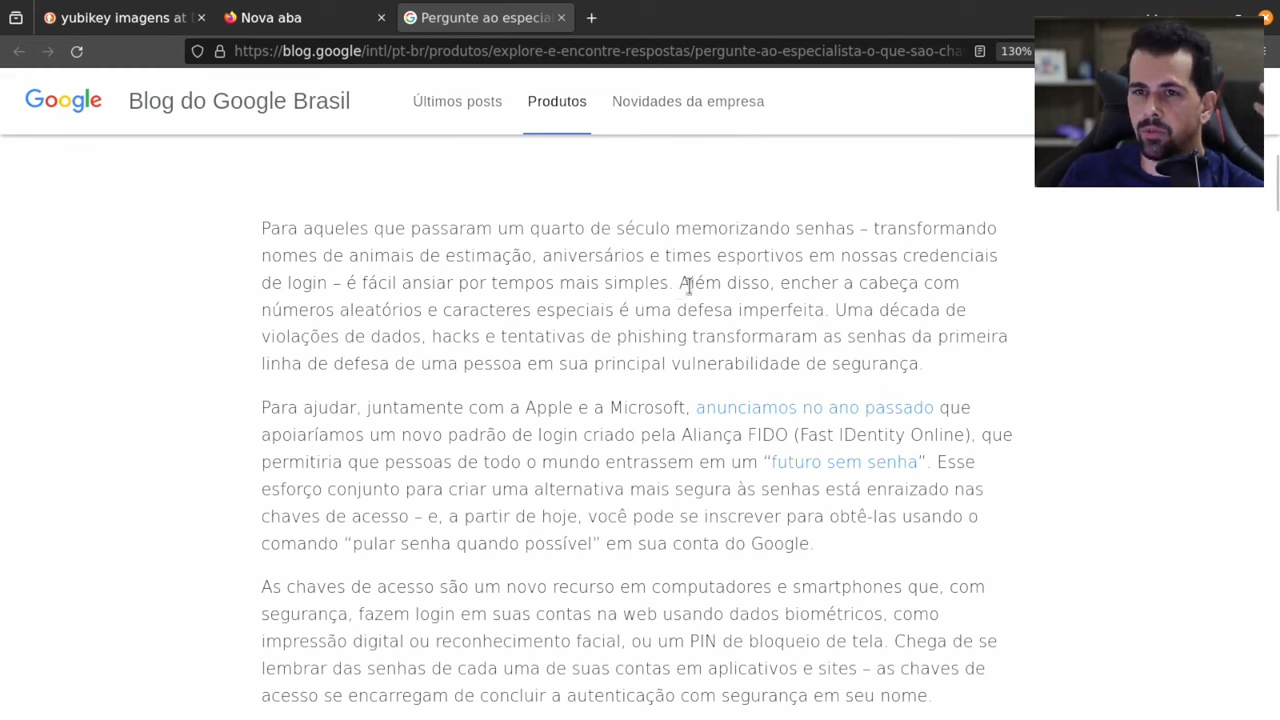 yubikey imagens at
Nova aba
Pergunte ao especia
https://blog.google/intl/pt-br/produtos/explore-e-encontre-respostas/pergunte-ao-especialista-o-que-sao-cha
130%
Google
Blog do Google Brasil
Últimos posts
Produtos
Novidades da empresa
Para aqueles que passaram um quarto de século memorizando senhas – transformando
nomes de animais de estimação, aniversários e times esportivos em nossas credenciais
de login – é fácil ansiar por tempos mais simples. Além disso, encher a cabeça com
números aleatórios e caracteres especiais é uma defesa imperfeita. Uma década de
violações de dados, hacks e tentativas de phishing transformaram as senhas da primeira
linha de defesa de uma pessoa em sua principal vulnerabilidade de segurança.
Para ajudar, juntamente com a Apple e a Microsoft, anunciamos no ano passado que
apoiaríamos um novo padrão de login criado pela Aliança FIDO (Fast IDentity Online), que
permitiria que pessoas de todo o mundo entrassem em um “futuro sem senha”. Esse
esforço conjunto para criar uma alternativa mais segura às senhas está enraizado nas
chaves de acesso – e, a partir de hoje, você pode se inscrever para obtê-las usando o
comando “pular senha quando possível” em sua conta do Google.
As chaves de acesso são um novo recurso em computadores e smartphones que, com
segurança, fazem login em suas contas na web usando dados biométricos, como
impressão digital ou reconhecimento facial, ou um PIN de bloqueio de tela. Chega de se
lembrar das senhas de cada uma de suas contas em aplicativos e sites – as chaves de
acesso se encarregam de concluir a autenticação com segurança em seu nome.